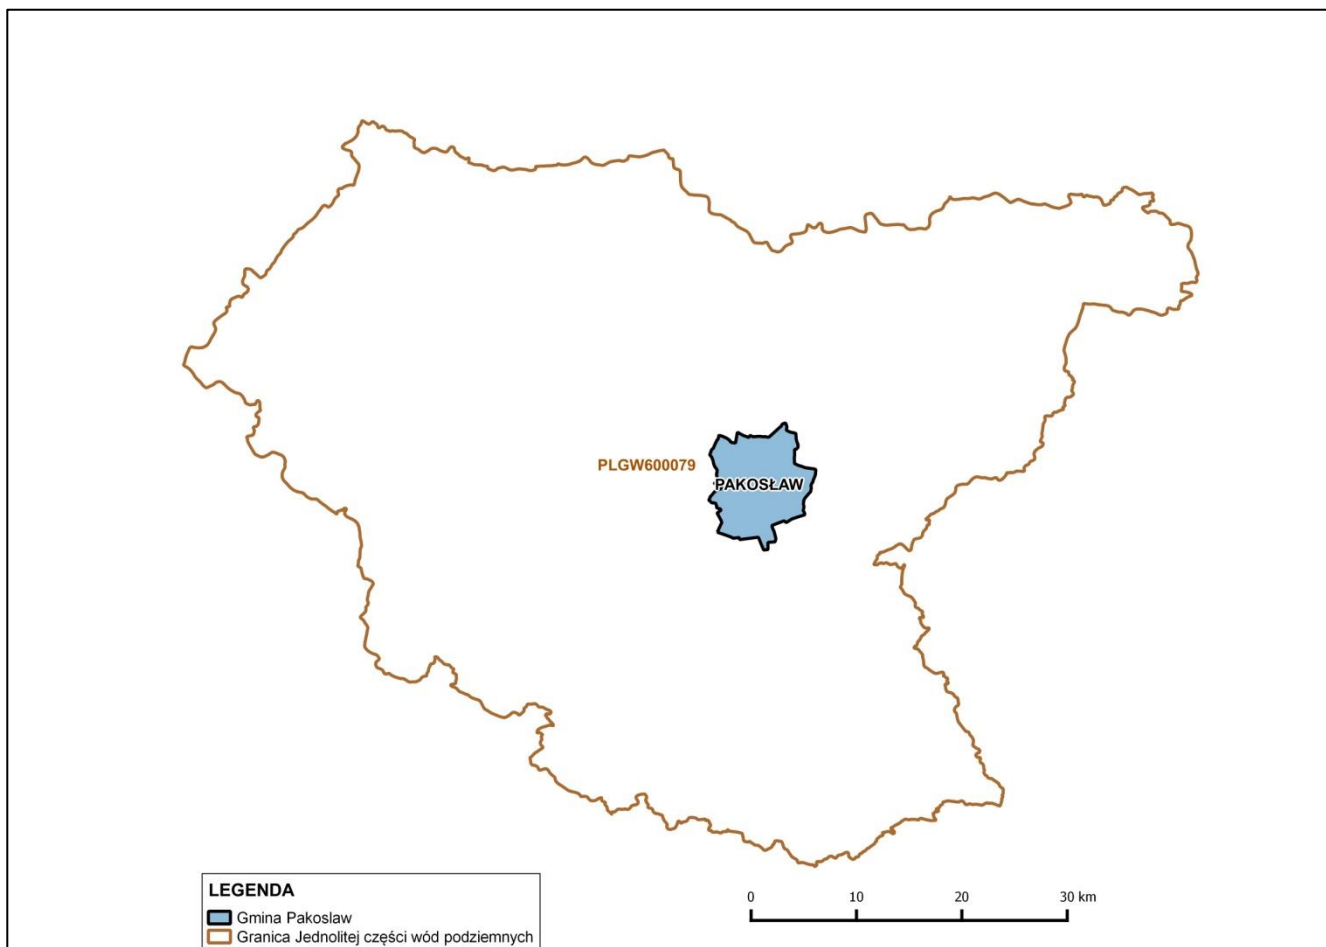 PLGW600079
PAKOSŁAW
LEGENDA
Gmina Pakoslaw
Granica Jednolitej części wód podziemnych
0 10 20 30 km